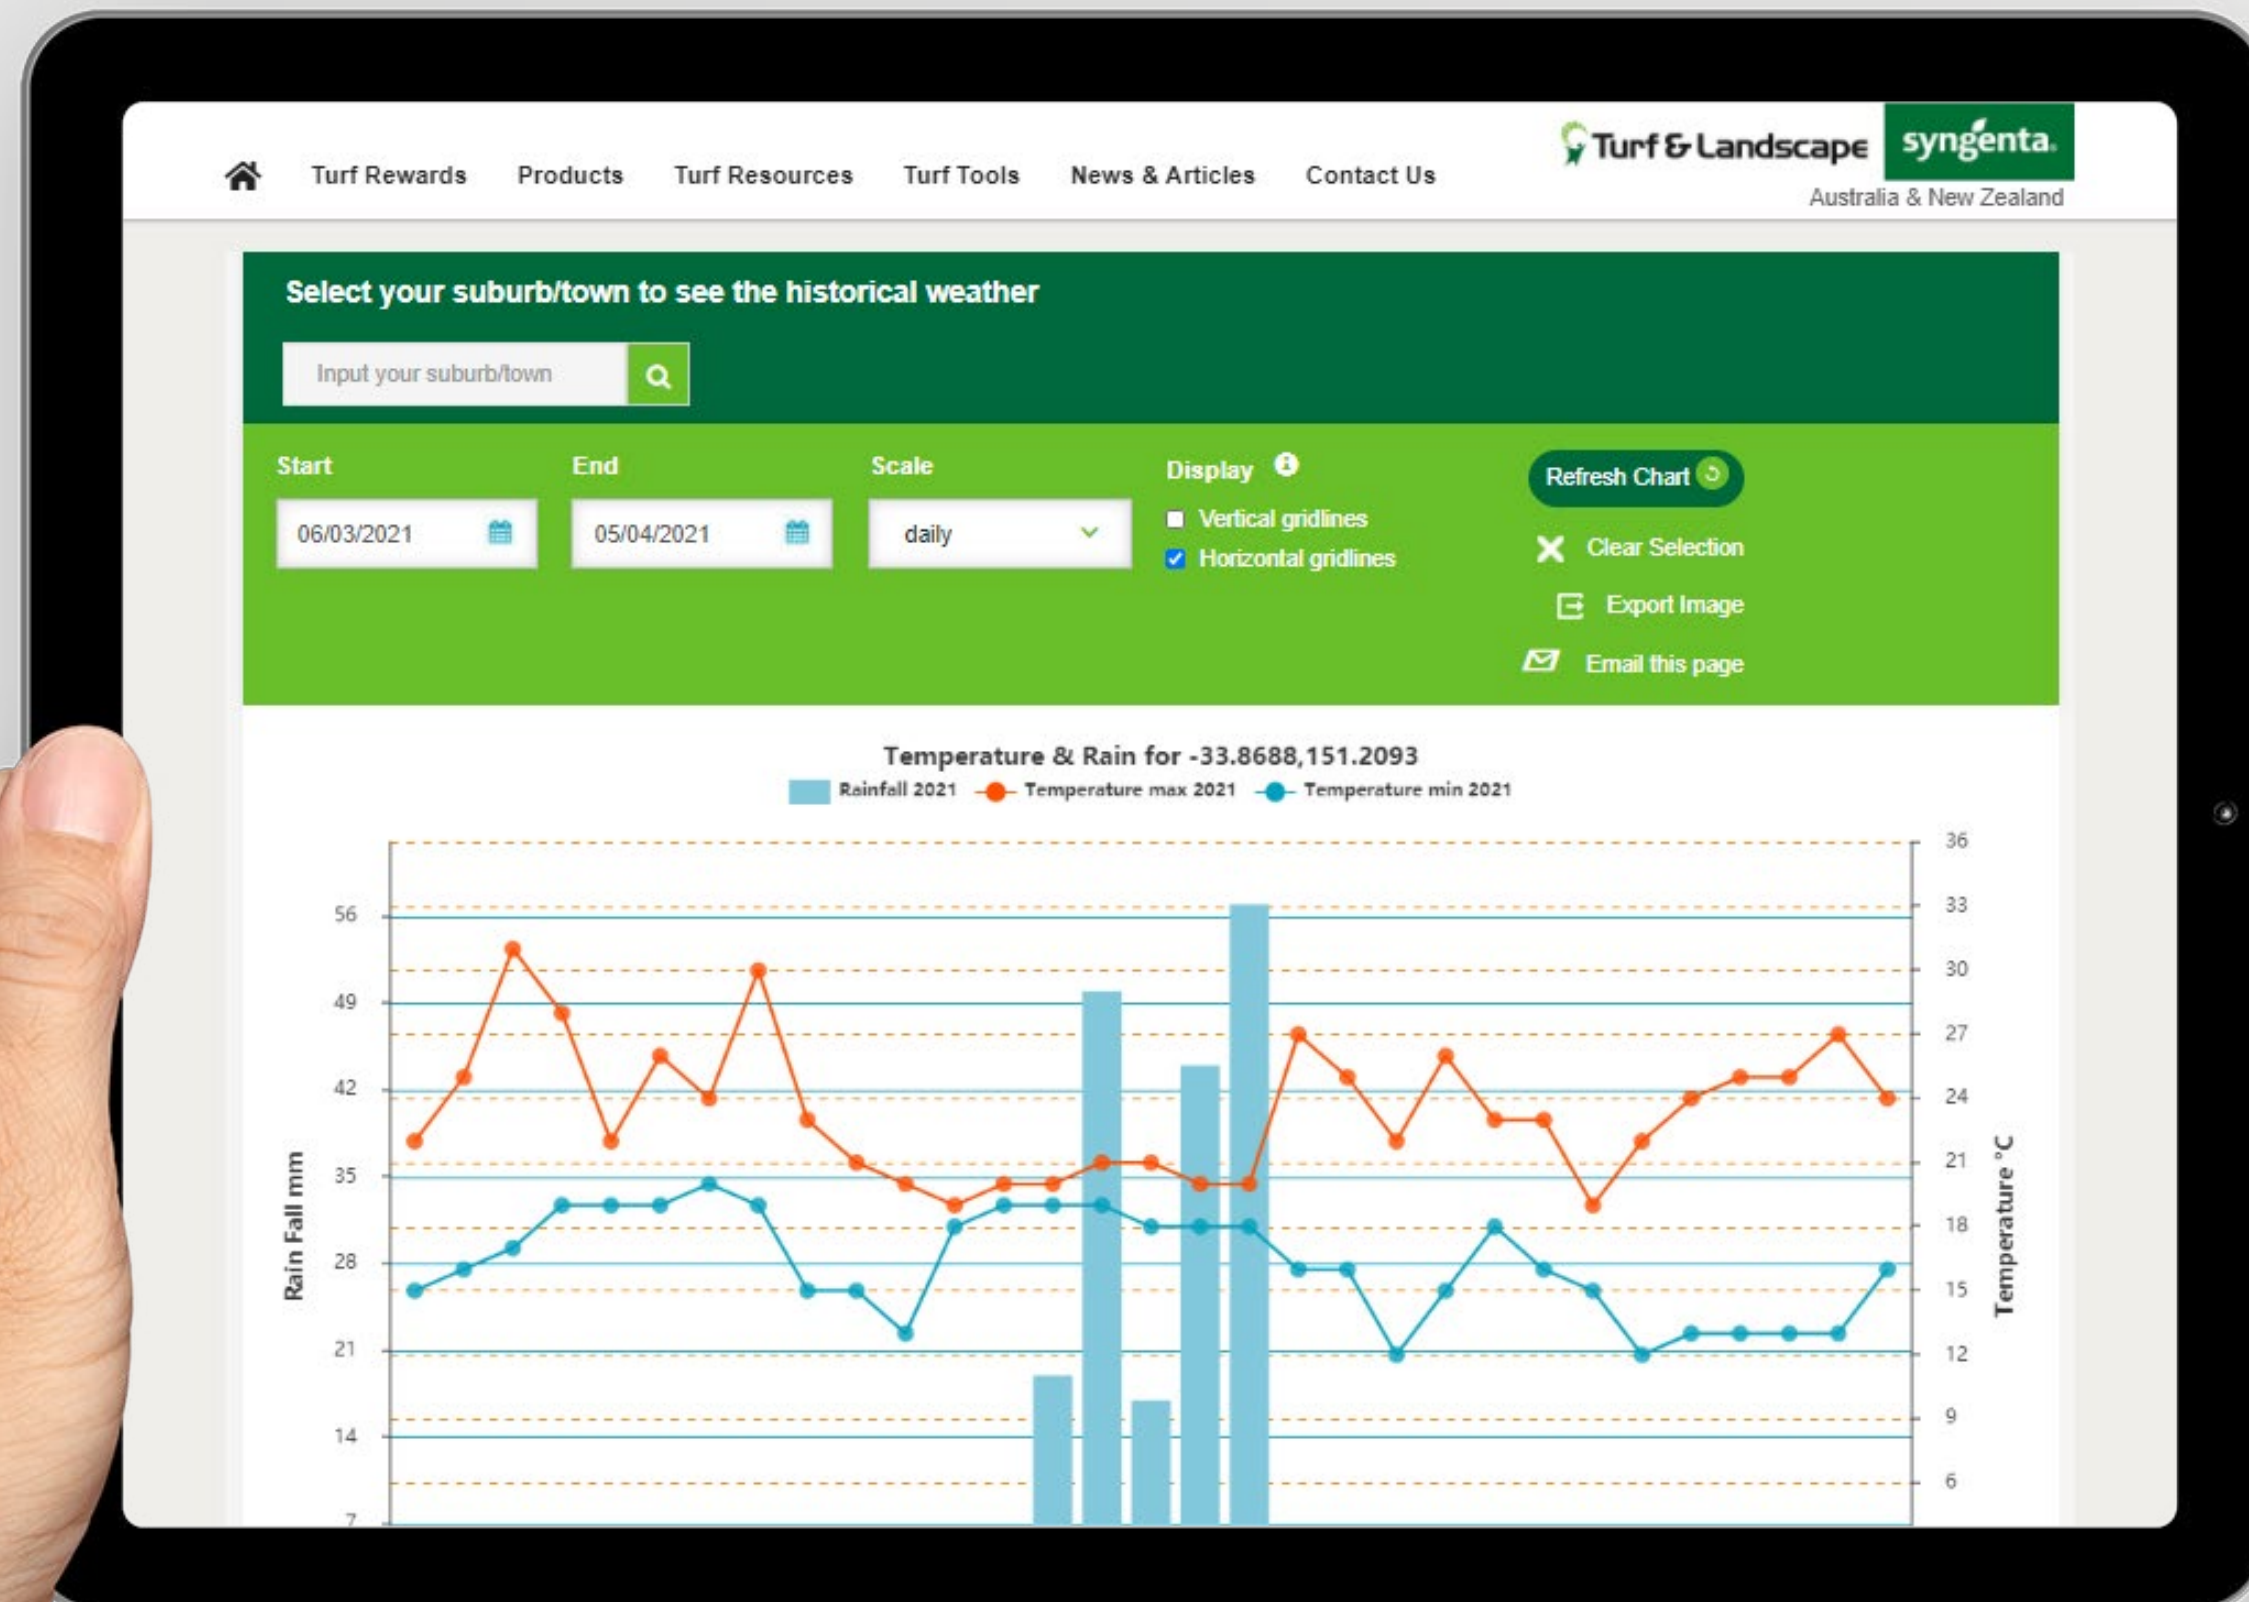 Turf Rewards Products Turf Resources Turf Tools News & Articles Contact Us
Turf & Landscape
syngenta.
Australia & New Zealand
Select your suburb/town to see the historical weather
Input your suburb/town
Start End Scale Display
06/03/2021 05/04/2021 daily
Vertical gridlines
Horizontal gridlines
Refresh Chart
Clear Selection
Export Image
Email this page
Temperature & Rain for -33.8688,151.2093
Rainfall 2021 Temperature max 2021 Temperature min 2021
Rain Fall mm
56
49
42
35
28
21
14
7
36
33
30
27
24
21
18
15
12
9
6
Temperature °C